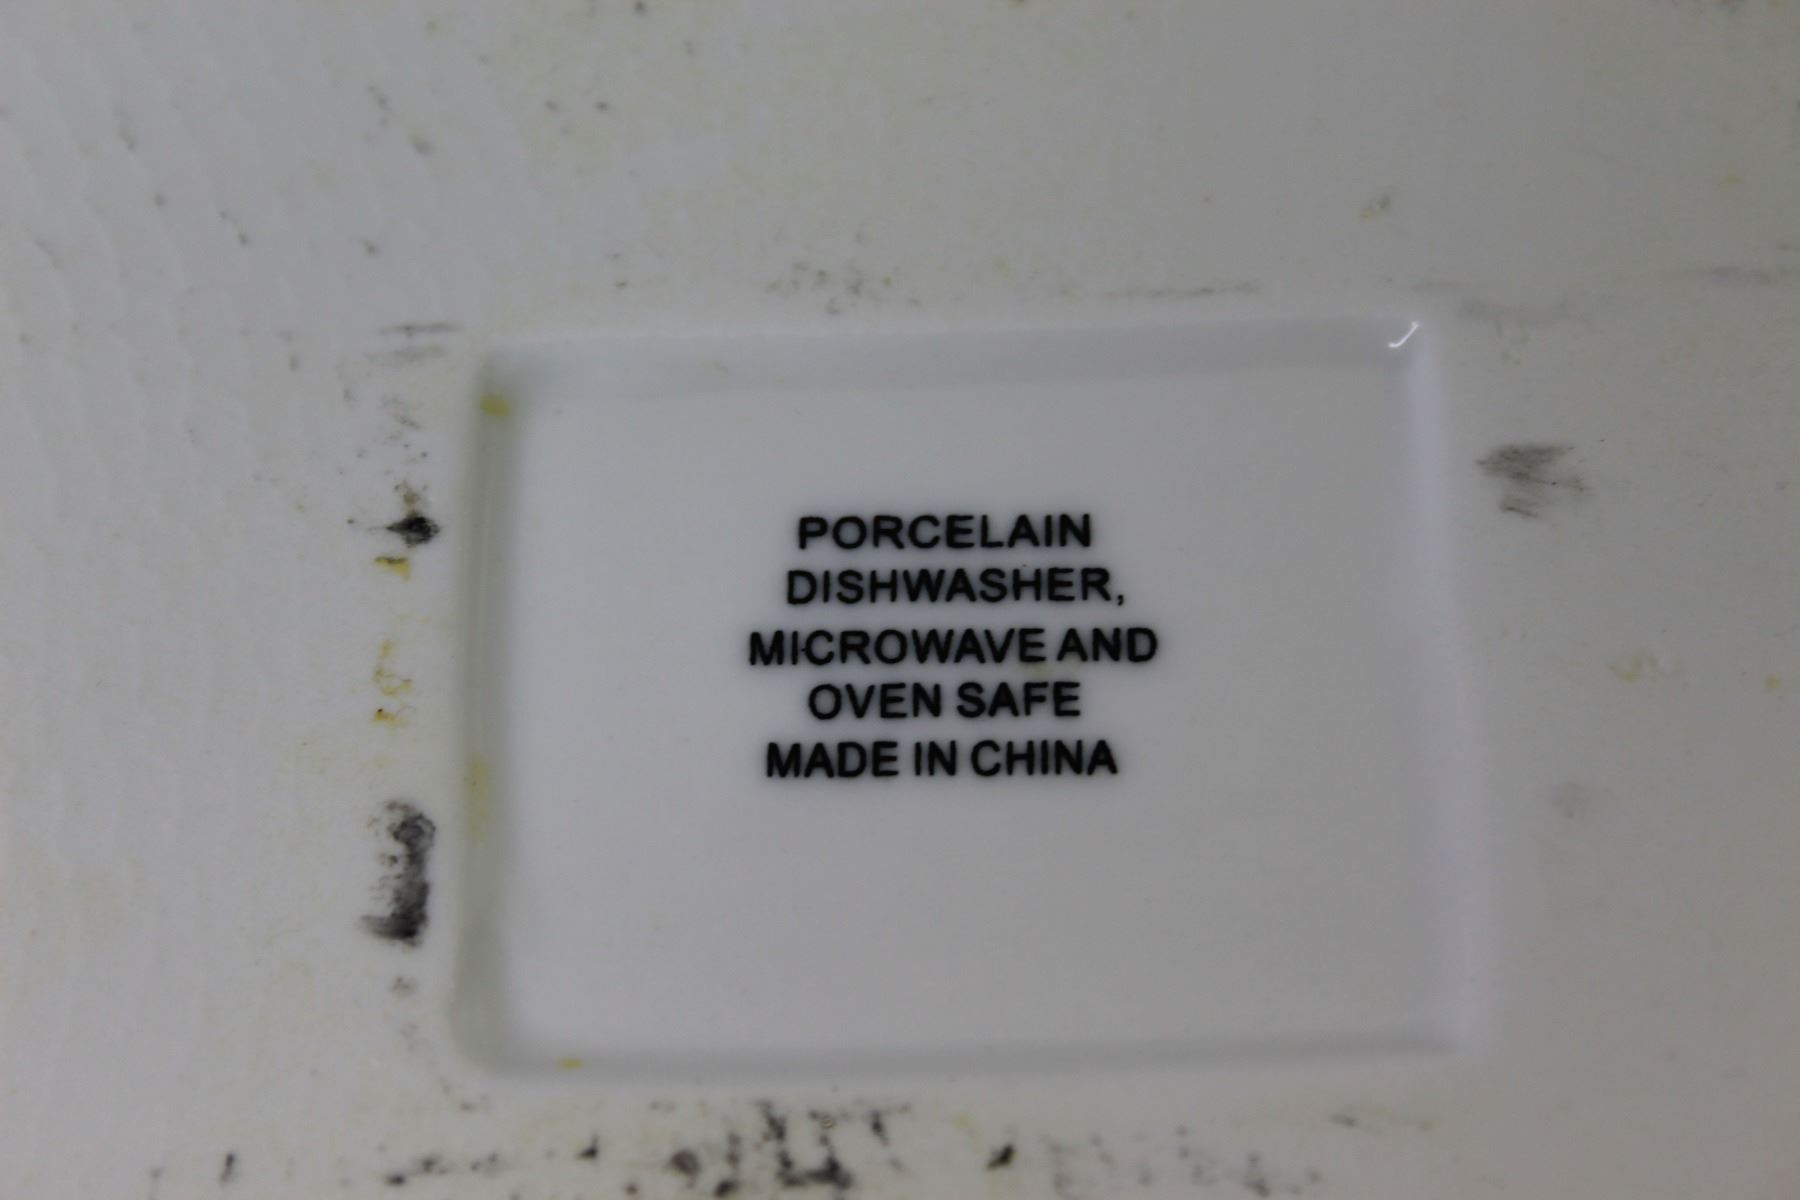 PORCELAIN
DISHWASHER,
MICROWAVE AND
OVEN SAFE
MADE IN CHINA